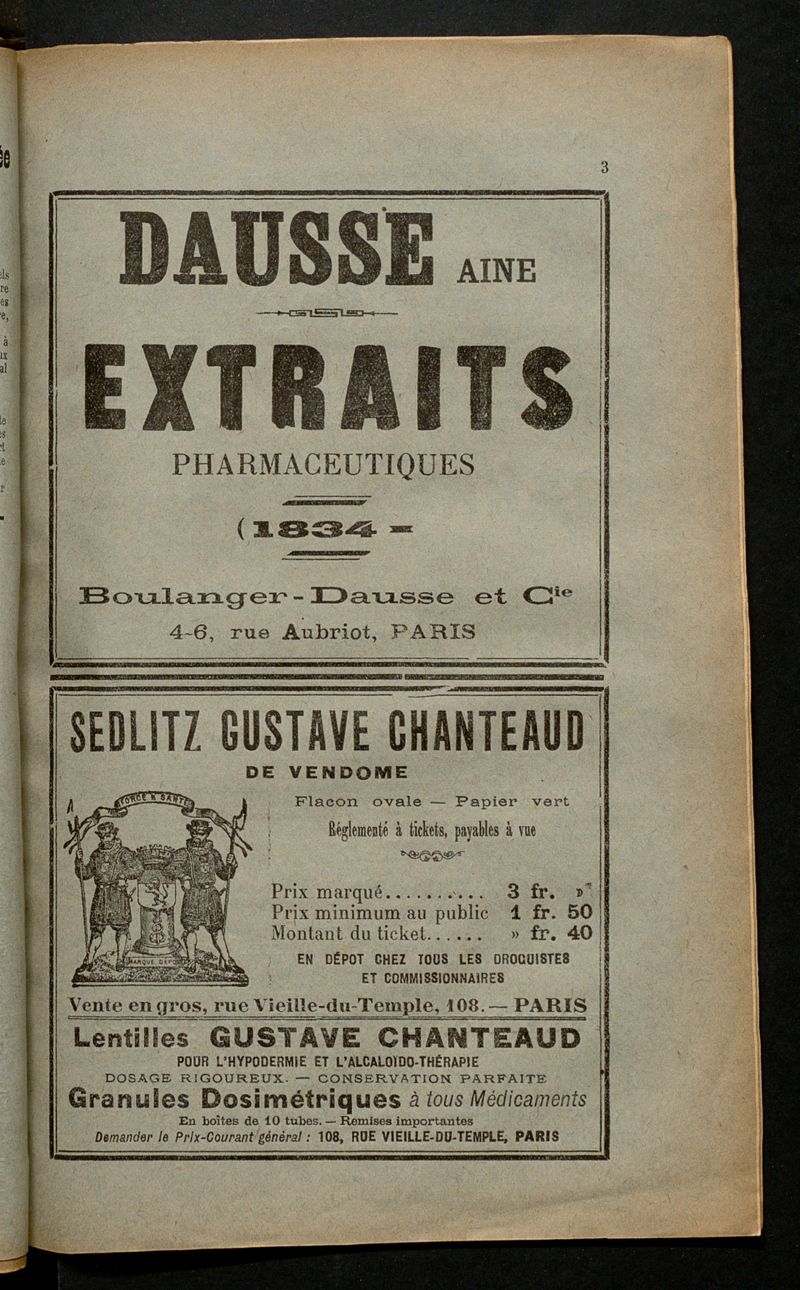 3
DAUSSE AINE
EXTRAITS
PHARMACEUTIQUES
(1834 -
Boulanger-Dausse et Cie
4-6, rue Aubriot, PARIS
SEDLITZ GUSTAVE CHANTEAUD
DE VENDOME
FORCE & SANTÉ
MARQUE DÉP
Flacon ovale — Papier vert
Réglementé à tickets, payables à vue
Prix marqué........... 3 fr. »
Prix minimum au public 1 fr. 50
Montant du ticket...... » fr. 40
EN DÉPOT CHEZ TOUS LES DROGUISTES
ET COMMISSIONNAIRES
Vente en gros, rue Vieille-du-Temple, 108. — PARIS
Lentilles GUSTAVE CHANTEAUD
POUR L'HYPODERMIE ET L'ALCALOÏDO-THÉRAPIE
DOSAGE RIGOUREUX. — CONSERVATION PARFAITE
Granules Dosimétriques à tous Médicaments
En boîtes de 10 tubes. — Remises importantes
Demander le Prix-Courant général : 108, RUE VIEILLE-DU-TEMPLE, PARIS